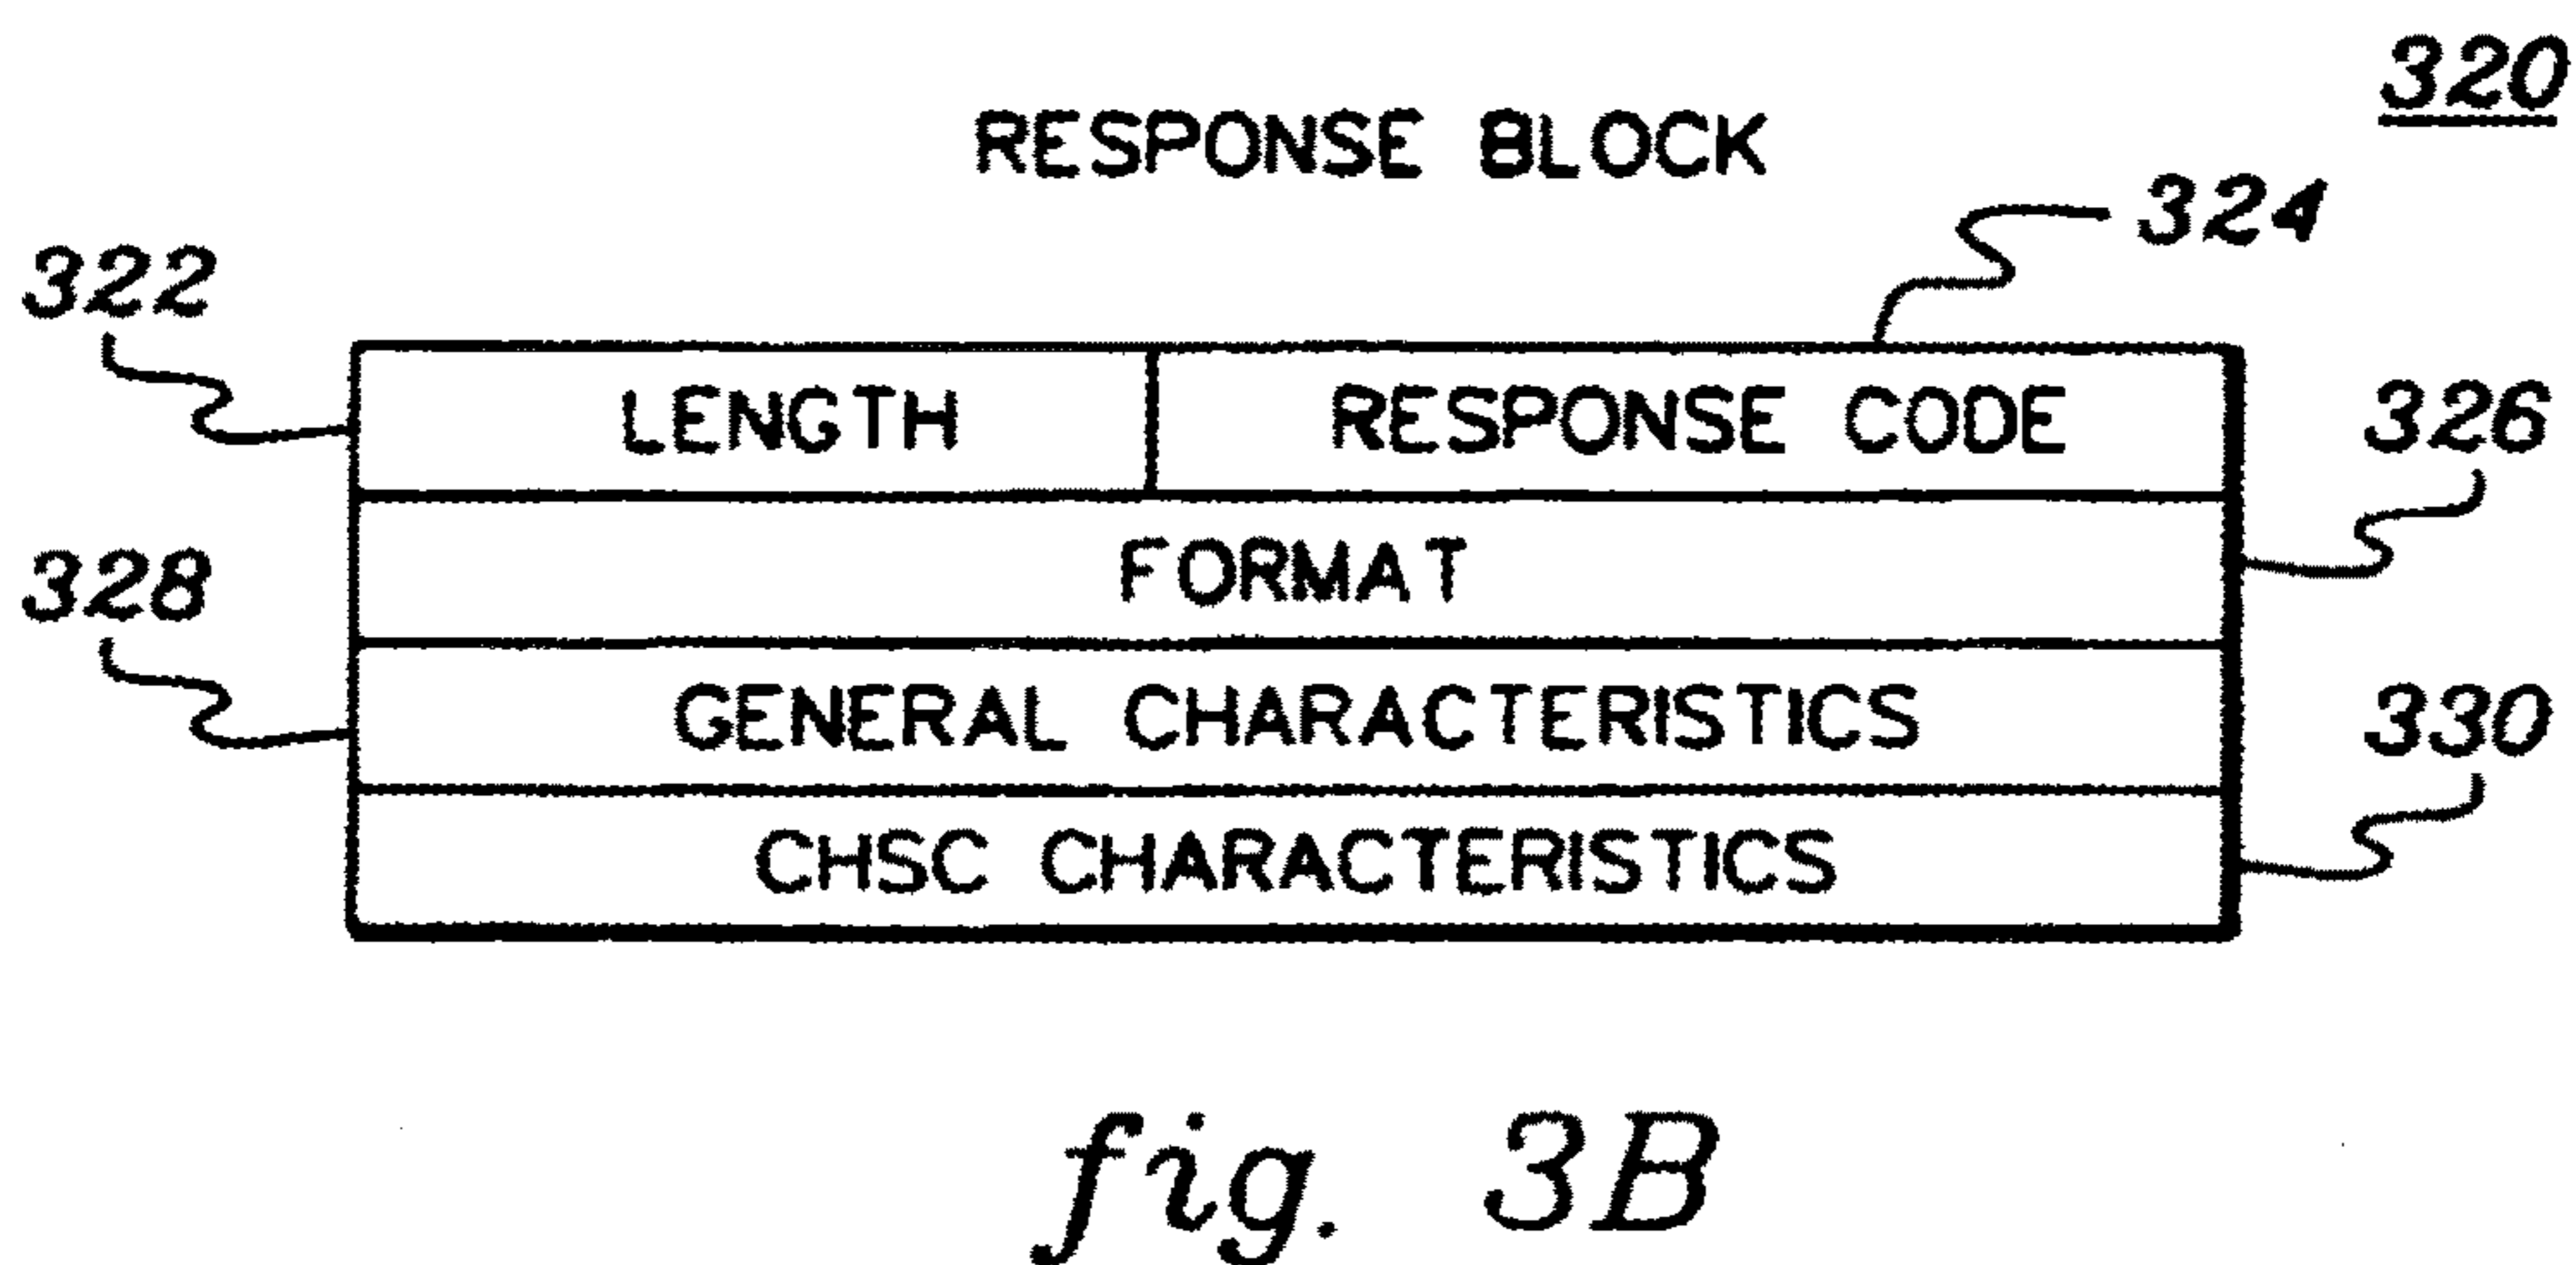 320
RESPONSE BLOCK
324
322
LENGTH RESPONSE CODE
326
FORMAT
328
GENERAL CHARACTERISTICS
330
CHSC CHARACTERISTICS
fig. 3B